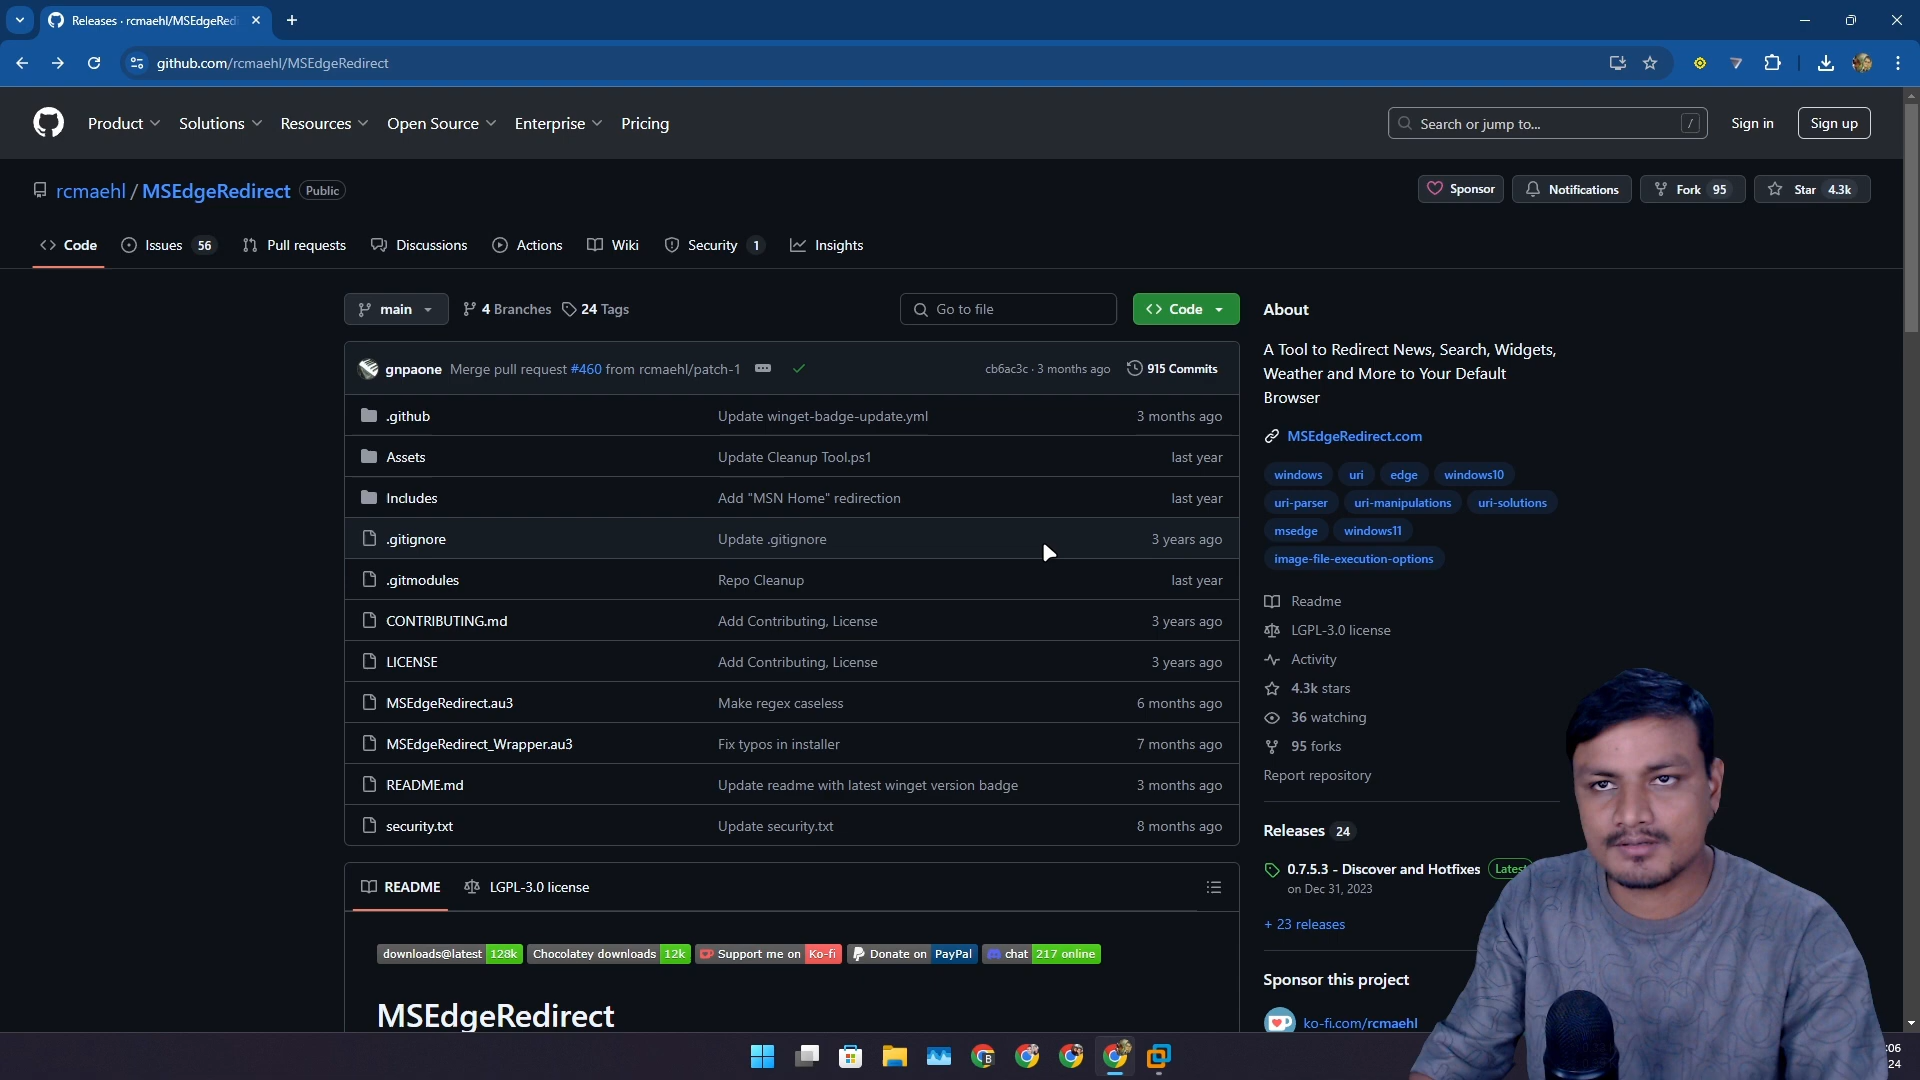 Releases · rcmaehl/MSEdgeRedi
github.com/rcmaehl/MSEdgeRedirect
Product Solutions Resources Open Source Enterprise Pricing
Search or jump to... /
Sign in
Sign up
rcmaehl / MSEdgeRedirect Public
Sponsor Notifications Fork 95 Star 4.3k
Code Issues 56 Pull requests Discussions Actions Wiki Security 1 Insights
main 4 Branches 24 Tags
Go to file
Code
gnpaone Merge pull request #460 from rcmaehl/patch-1 cb6ac3c · 3 months ago 915 Commits
.github Update winget-badge-update.yml 3 months ago
Assets Update Cleanup Tool.ps1 last year
Includes Add "MSN Home" redirection last year
.gitignore Update .gitignore 3 years ago
.gitmodules Repo Cleanup last year
CONTRIBUTING.md Add Contributing, License 3 years ago
LICENSE Add Contributing, License 3 years ago
MSEdgeRedirect.au3 Make regex caseless 6 months ago
MSEdgeRedirect_Wrapper.au3 Fix typos in installer 7 months ago
README.md Update readme with latest winget version badge 3 months ago
security.txt Update security.txt 8 months ago
README LGPL-3.0 license
downloads@latest 128k Chocolatey downloads 12k Support me on Ko-fi Donate on PayPal chat 217 online
MSEdgeRedirect
About
A Tool to Redirect News, Search, Widgets,
Weather and More to Your Default
Browser
MSEdgeRedirect.com
windows uri edge windows10
uri-parser uri-manipulations uri-solutions
msedge windows11
image-file-execution-options
Readme
LGPL-3.0 license
Activity
4.3k stars
36 watching
95 forks
Report repository
Releases 24
0.7.5.3 - Discover and Hotfixes Latest
on Dec 31, 2023
+ 23 releases
Sponsor this project
ko-fi.com/rcmaehl
:06
24